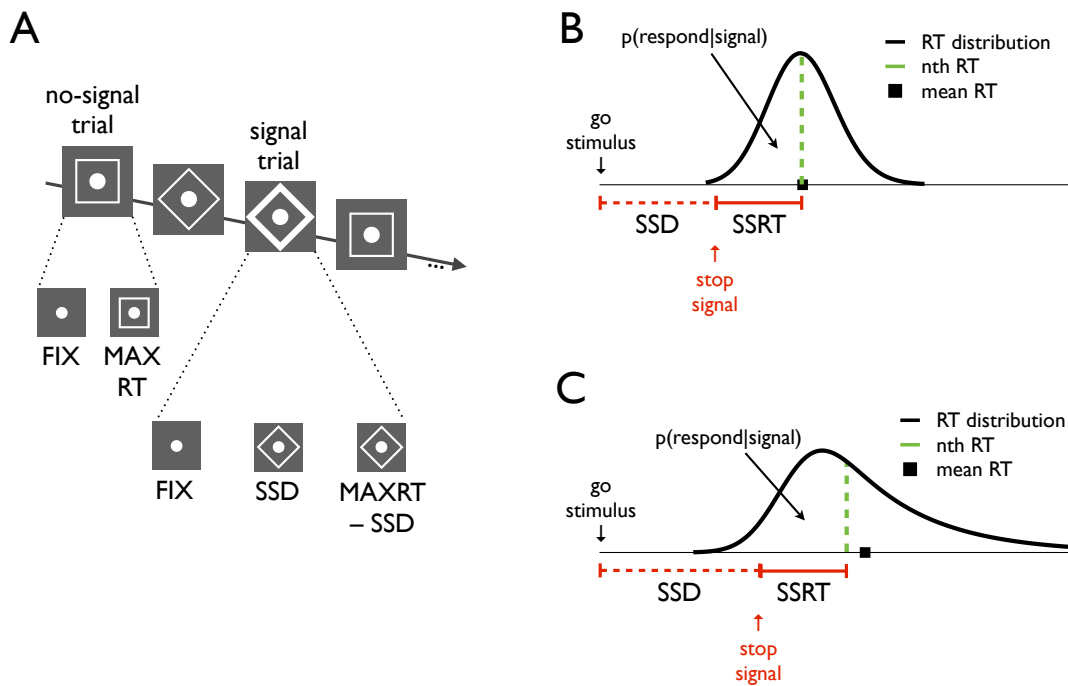 A
no-signal
trial
signal
trial
...
FIX
MAX
RT
FIX
SSD
MAXRT
– SSD
B
p(respond|signal)
RT distribution
nth RT
mean RT
go
stimulus
SSD
SSRT
stop
signal
C
p(respond|signal)
RT distribution
nth RT
mean RT
go
stimulus
SSD
SSRT
stop
signal